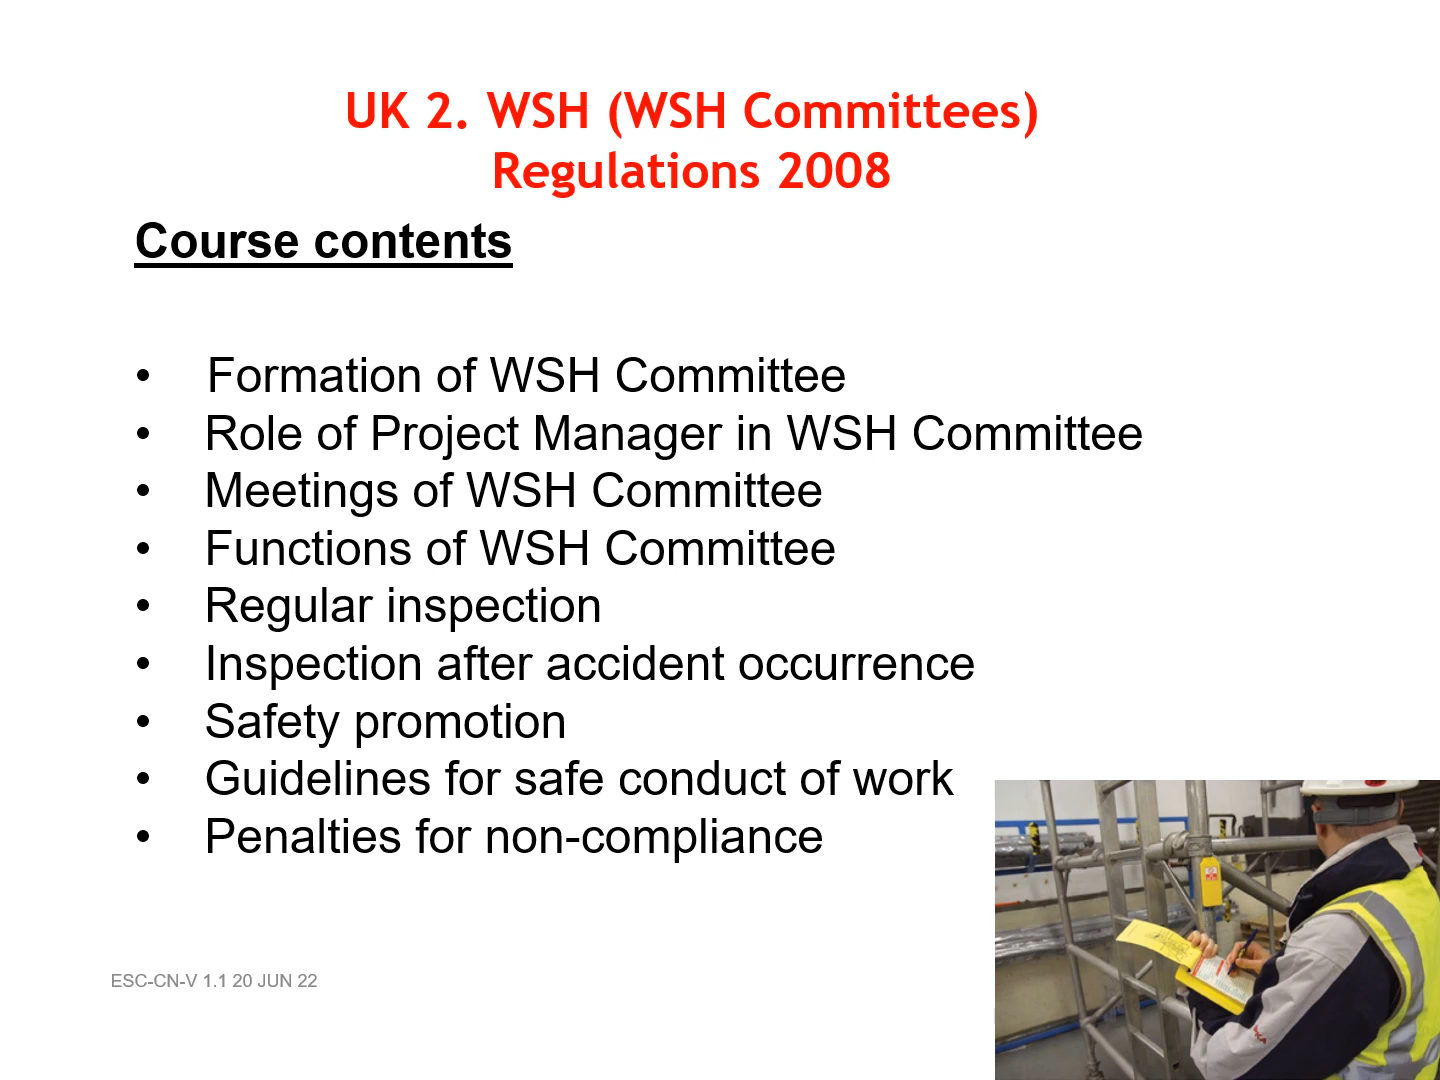 UK 2. WSH (WSH Committees)
Regulations 2008
Course contents
• Formation of WSH Committee
• Role of Project Manager in WSH Committee
• Meetings of WSH Committee
• Functions of WSH Committee
• Regular inspection
• Inspection after accident occurrence
• Safety promotion
• Guidelines for safe conduct of work
• Penalties for non-compliance
ESC-CN-V 1.1 20 JUN 22